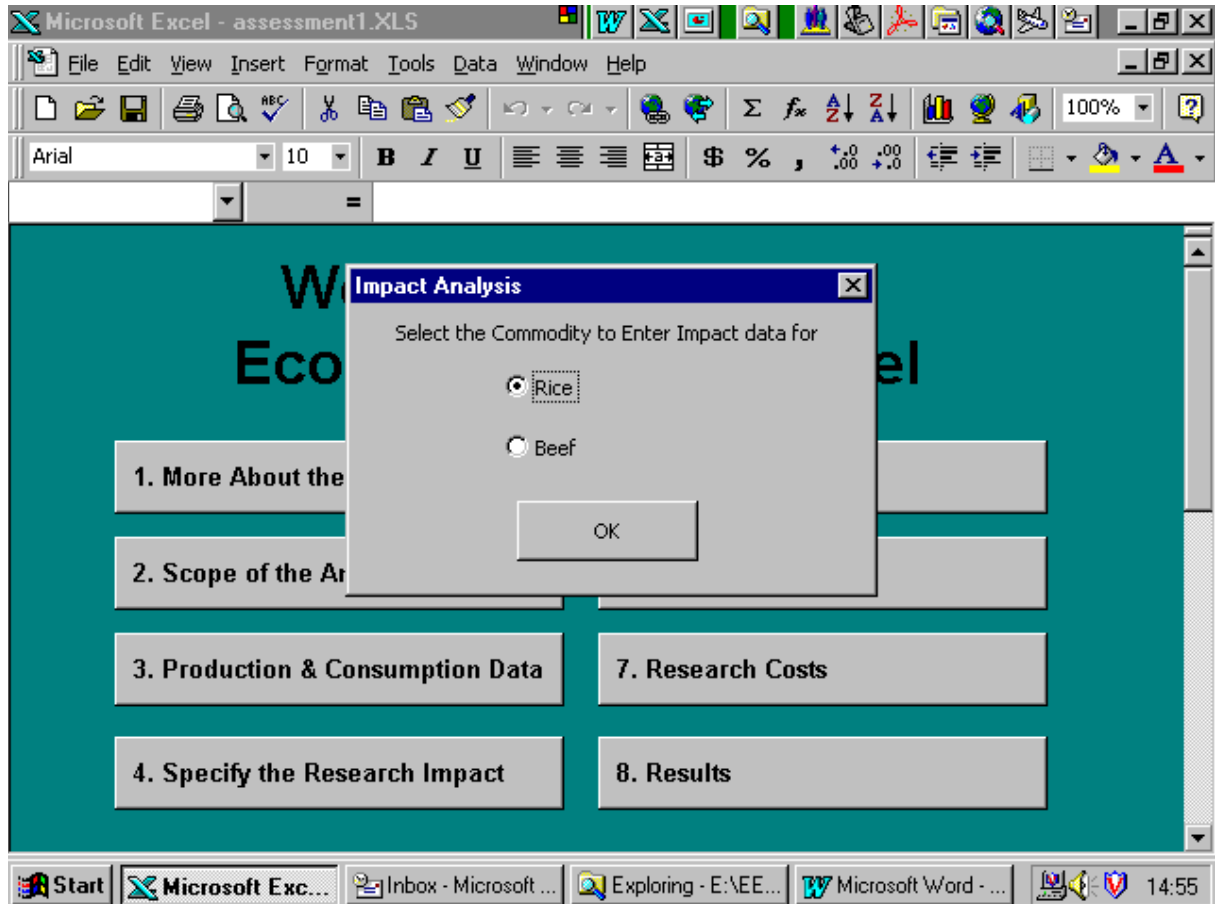 Microsoft Excel - assessment1.XLS
File Edit View Insert Format Tools Data Window Help
100%
Arial 10 B I U $ % ,
=
Impact Analysis
Select the Commodity to Enter Impact data for
Rice
Beef
OK
We
Eco el
1. More About the
2. Scope of the An
3. Production & Consumption Data
7. Research Costs
4. Specify the Research Impact
8. Results
Start Microsoft Exc... Inbox - Microsoft ... Exploring - E:\EE... Microsoft Word - ... 14:55